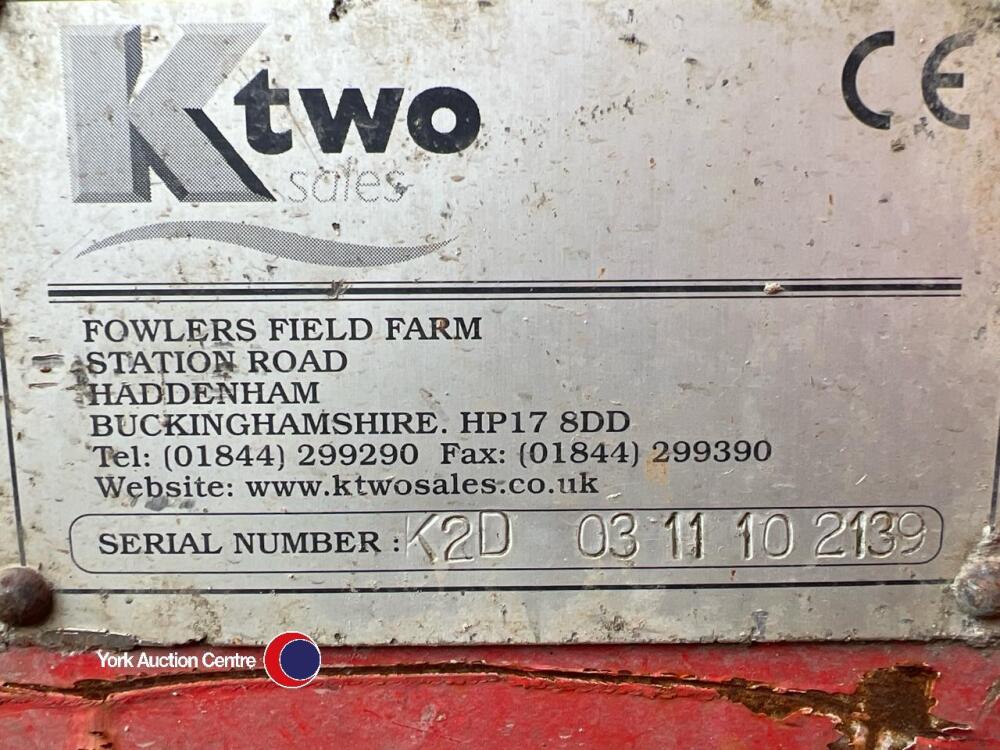 Ktwo
sales
CE
FOWLERS FIELD FARM
STATION ROAD
HADDENHAM
BUCKINGHAMSHIRE. HP17 8DD
Tel: (01844) 299290 Fax: (01844) 299390
Website: www.ktwosales.co.uk
SERIAL NUMBER : K2D 03 11 10 2139
York Auction Centre